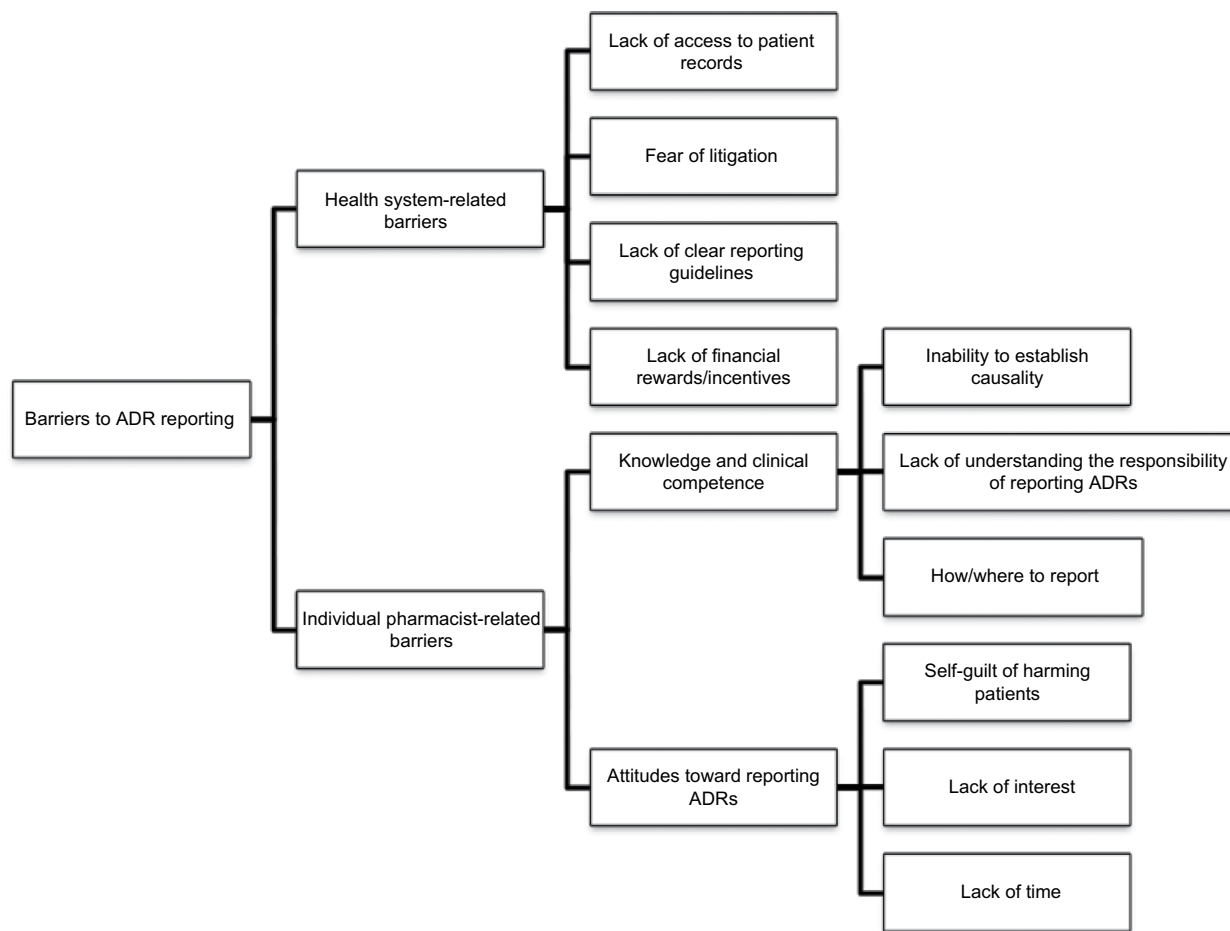 Lack of access to patient
records
Fear of litigation
Health system-related
barriers
Lack of clear reporting
guidelines
Lack of financial
rewards/incentives
Inability to establish
causality
Barriers to ADR reporting
Knowledge and clinical
competence
Lack of understanding the responsibility
of reporting ADRs
How/where to report
Individual pharmacist-related
barriers
Self-guilt of harming
patients
Attitudes toward reporting
ADRs
Lack of interest
Lack of time